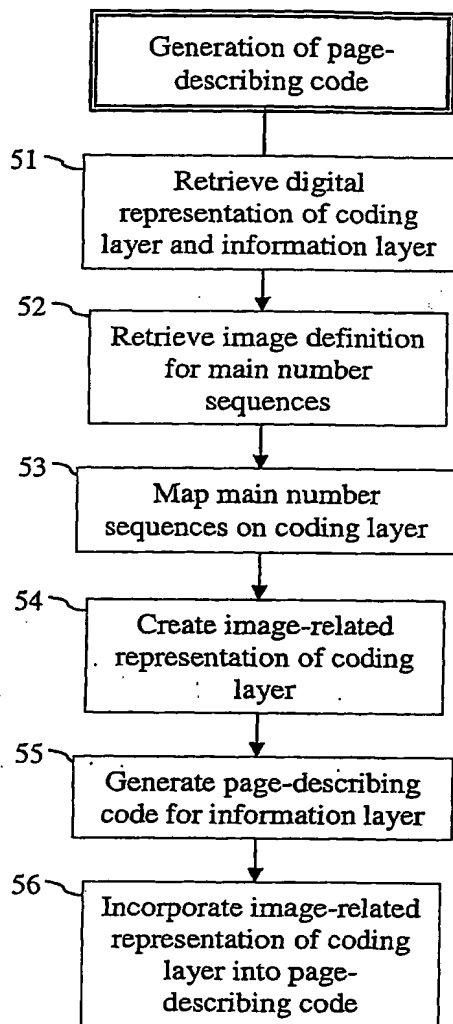 Generation of page-
describing code
51
Retrieve digital
representation of coding
layer and information layer
52
Retrieve image definition
for main number
sequences
53
Map main number
sequences on coding layer
54
Create image-related
representation of coding
layer
55
Generate page-describing
code for information layer
56
Incorporate image-related
representation of coding
layer into page-
describing code